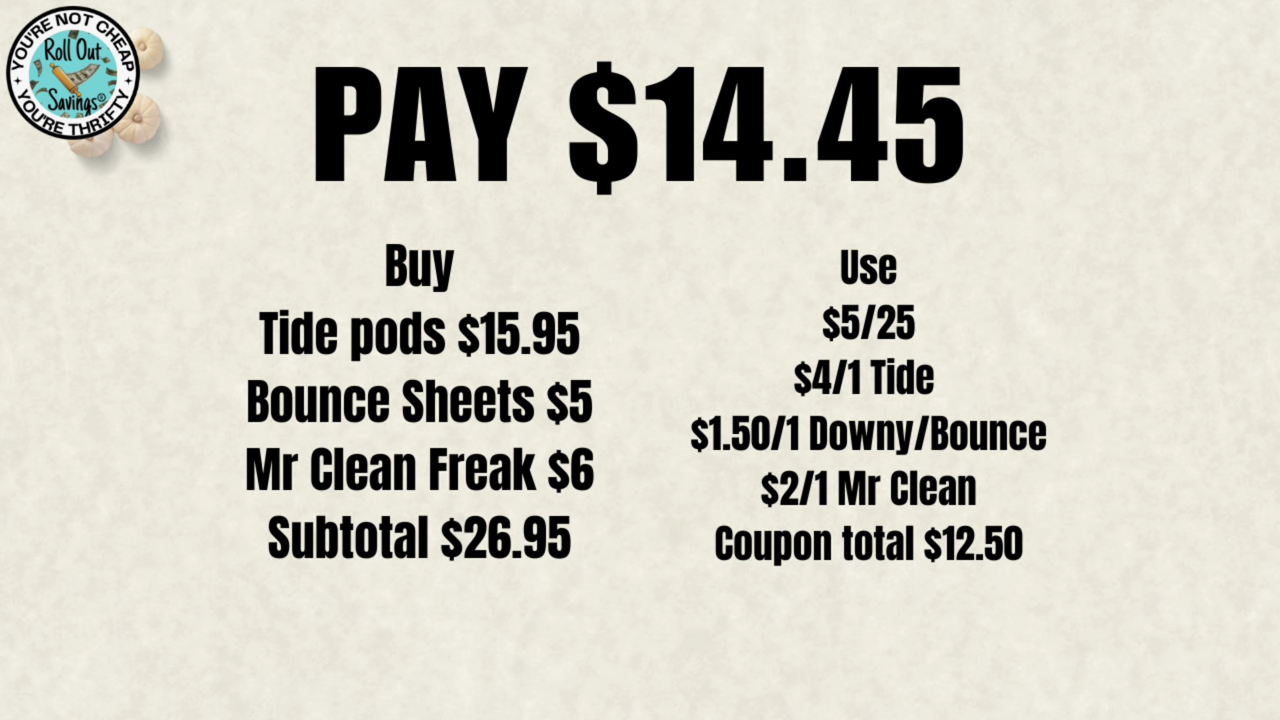 YOU'RE NOT CHEAP
Roll Out
Savings®
YOU'RE THRIFTY
PAY $14.45
Buy
Tide pods $15.95
Bounce Sheets $5
Mr Clean Freak $6
Subtotal $26.95
Use
$5/25
$4/1 Tide
$1.50/1 Downy/Bounce
$2/1 Mr Clean
Coupon total $12.50